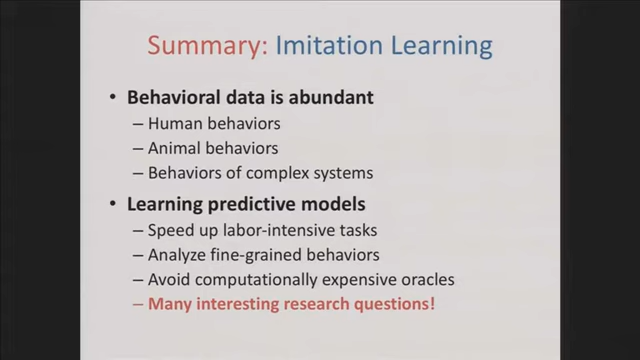 Summary: Imitation Learning
• Behavioral data is abundant
– Human behaviors
– Animal behaviors
– Behaviors of complex systems
• Learning predictive models
– Speed up labor-intensive tasks
– Analyze fine-grained behaviors
– Avoid computationally expensive oracles
– Many interesting research questions!